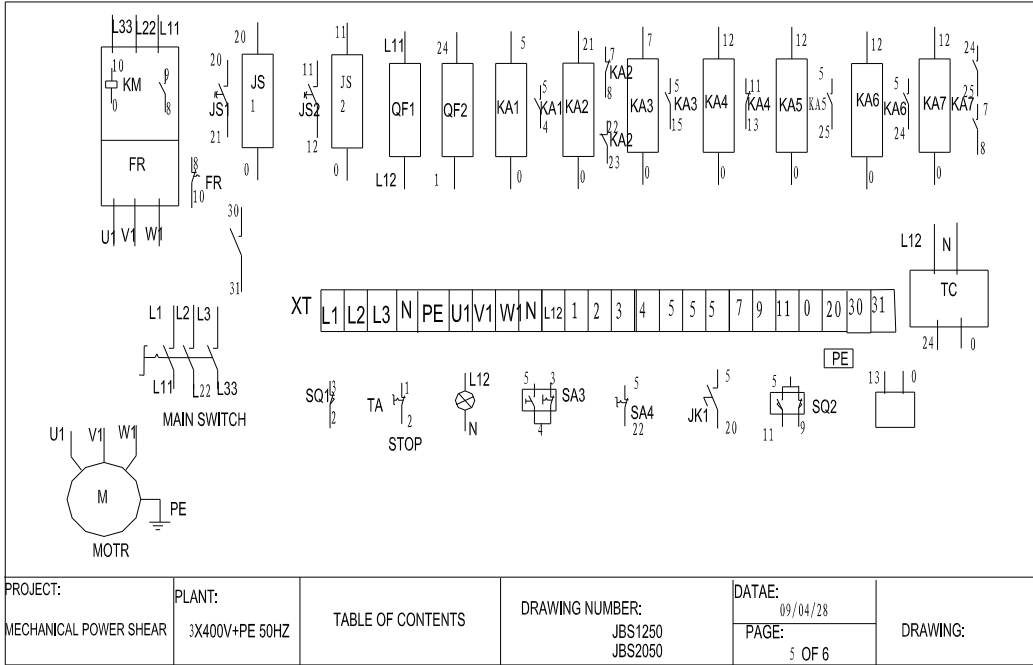 L33 L22 L11
10 KM 9
0 8
FR
U1 V1 W1
8 FR
10
20
JS1
21
20
JS
1
0
30
31
11
JS2
12
11
JS
2
0
L11
QF1
L12
24
QF2
1
5
KA1
0
5
KA1
4
21
KA2
0
7
KA2
8
22
KA2
23
7
KA3
0
5
KA3
15
12
KA4
0
11
KA4
13
12
KA5
0
5
KA5
25
12
KA6
0
5
KA6
24
12
KA7
0
24
25
KA7
7
8
L12 N
TC
24 0
XT L1 L2 L3 N PE U1 V1 W1 N L12 1 2 3 4 5 5 5 7 9 11 0 20 30 31
PE
L1 L2 L3
L11 L22 L33
MAIN SWITCH
SQ1 3
2
TA 1
2
STOP
L12
N
5 3
SA3
4
5
SA4
22
5
JK1
20
SQ2
11 9
13 0
U1 V1 W1
M
PE
MOTR
PROJECT:
MECHANICAL POWER SHEAR
PLANT:
3X400V+PE 50HZ
TABLE OF CONTENTS
DRAWING NUMBER:
JBS1250
JBS2050
DATAE:
09/04/28
PAGE:
5 OF 6
DRAWING: